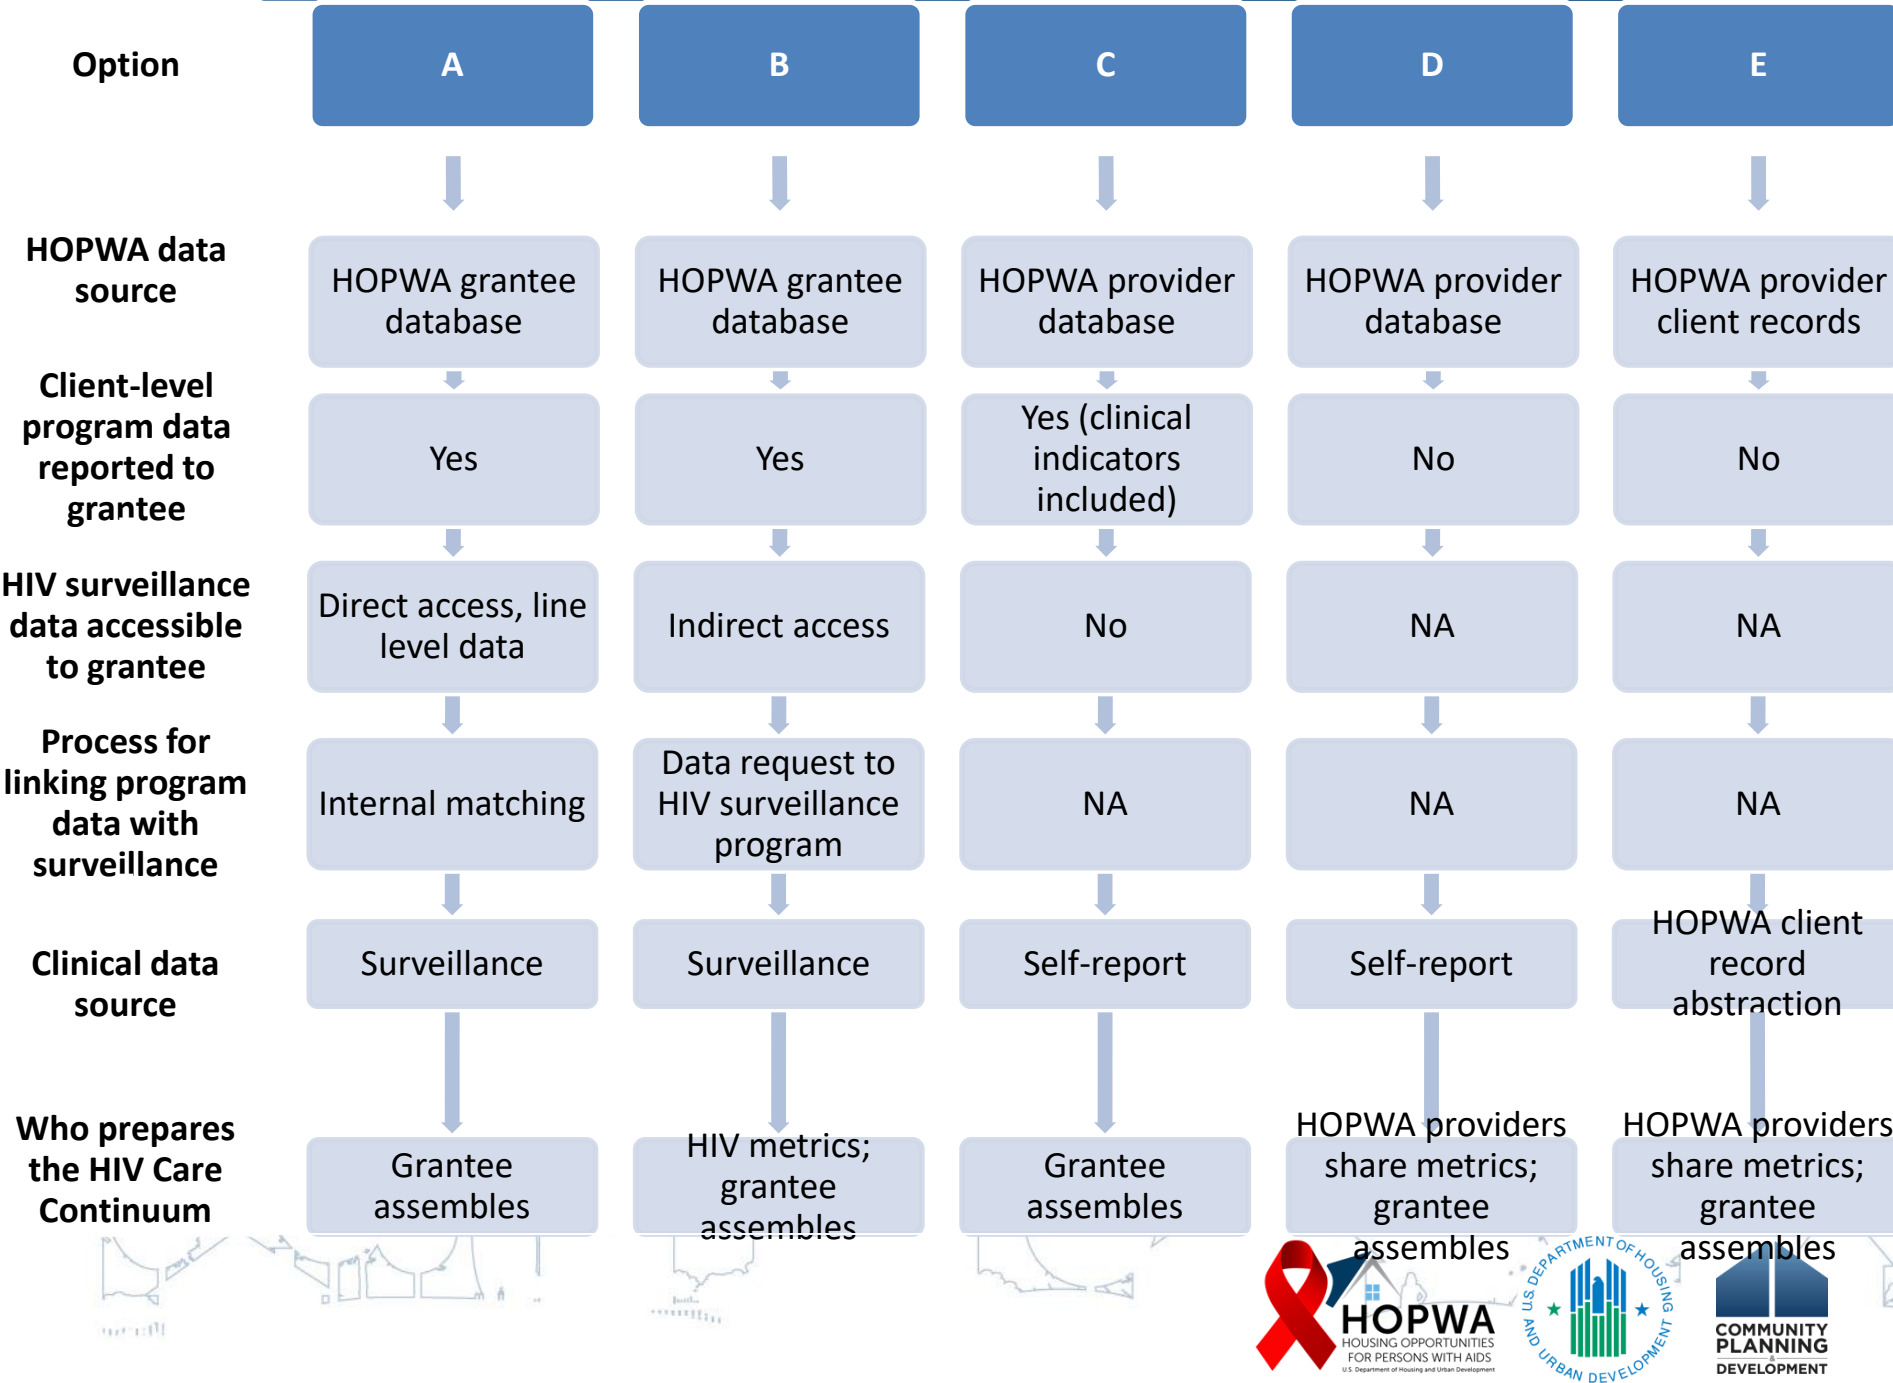 Option
A
B
C
D
E
HOPWA data
source
HOPWA grantee
database
HOPWA grantee
database
HOPWA provider
database
HOPWA provider
database
HOPWA provider
client records
Client-level
program data
reported to
grantee
Yes
Yes
Yes (clinical
indicators
included)
No
No
HIV surveillance
data accessible
to grantee
Direct access, line
level data
Indirect access
No
NA
NA
Process for
linking program
data with
surveillance
Internal matching
Data request to
HIV surveillance
program
NA
NA
NA
Clinical data
source
Surveillance
Surveillance
Self-report
Self-report
HOPWA client
record
abstraction
Who prepares
the HIV Care
Continuum
Grantee
assembles
HIV metrics;
grantee
assembles
Grantee
assembles
HOPWA providers
share metrics;
grantee
assembles
HOPWA providers
share metrics;
grantee
assembles
HOPWA
HOUSING OPPORTUNITIES
FOR PERSONS WITH AIDS
U.S. Department of Housing and Urban Development
U.S. DEPARTMENT OF HOUSING
AND URBAN DEVELOPMENT
COMMUNITY
PLANNING
&
DEVELOPMENT